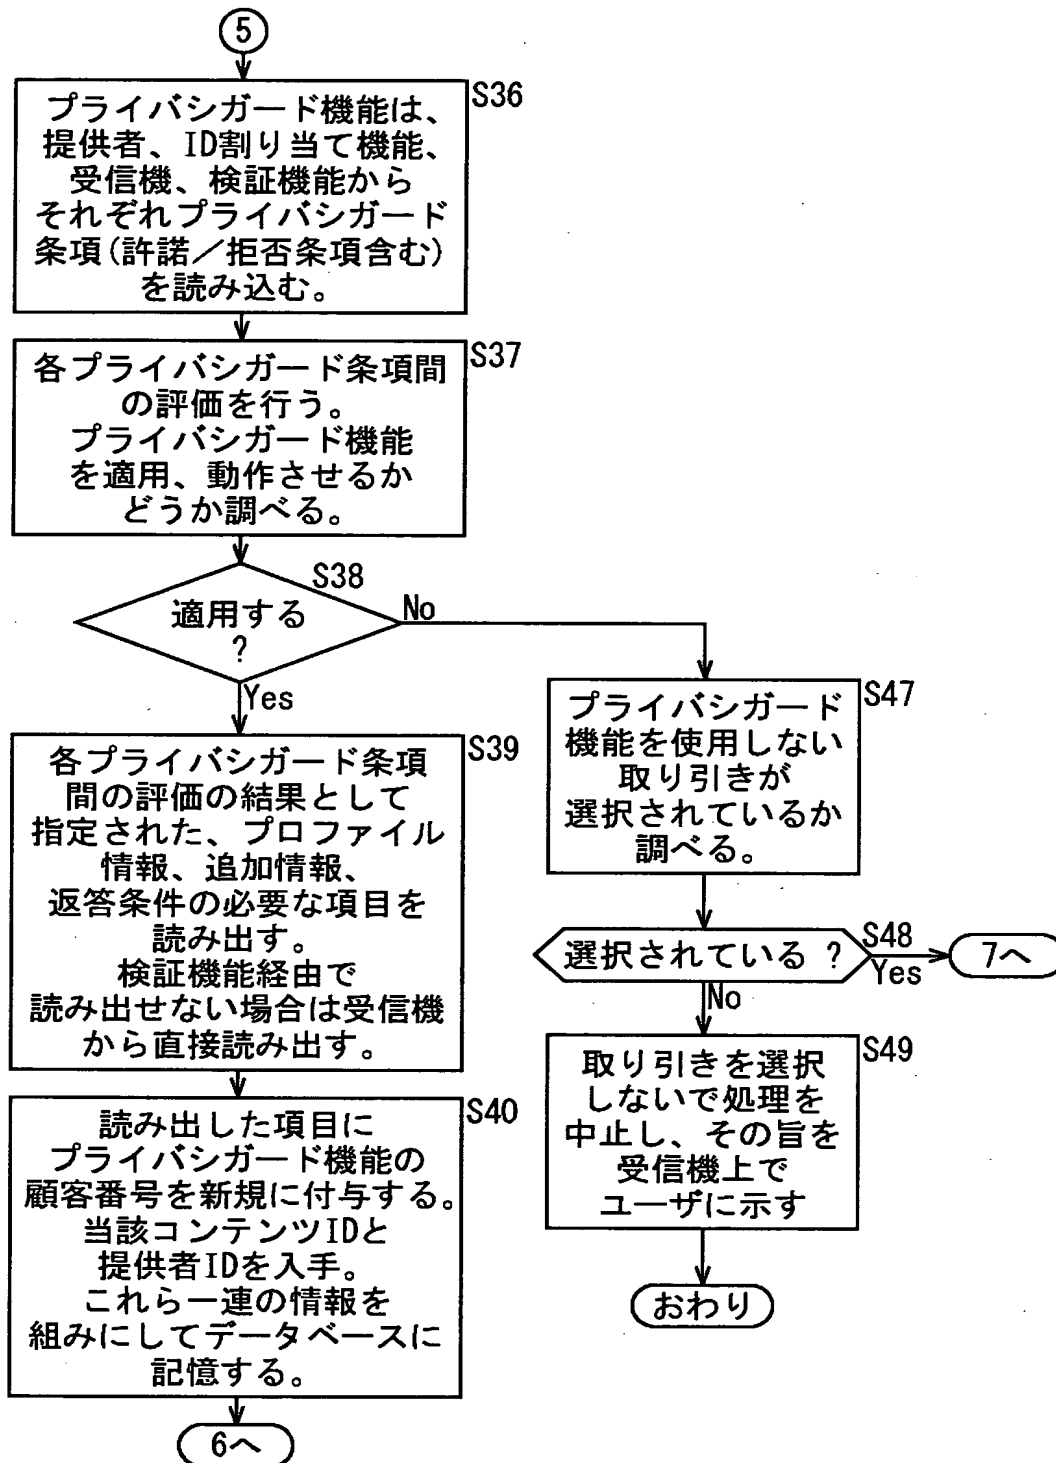 5
S36
プライバシガード機能は、
提供者、ID割り当て機能、
受信機、検証機能から
それぞれプライバシガード
条項(許諾／拒否条項含む)
を読み込む。
S37
各プライバシガード条項間
の評価を行う。
プライバシガード機能
を適用、動作させるか
どうか調べる。
S38
適用する
?
No
Yes
S39
各プライバシガード条項
間の評価の結果として
指定された、プロファイル
情報、追加情報、
返答条件の必要な項目を
読み出す。
検証機能経由で
読み出せない場合は受信機
から直接読み出す。
S40
読み出した項目に
プライバシガード機能の
顧客番号を新規に付与する。
当該コンテンツIDと
提供者IDを入手。
これら一連の情報を
組みにしてデータベースに
記憶する。
6へ
S47
プライバシガード
機能を使用しない
取り引きが
選択されているか
調べる。
S48
選択されている ?
Yes
7へ
No
S49
取り引きを選択
しないで処理を
中止し、その旨を
受信機上で
ユーザに示す
おわり